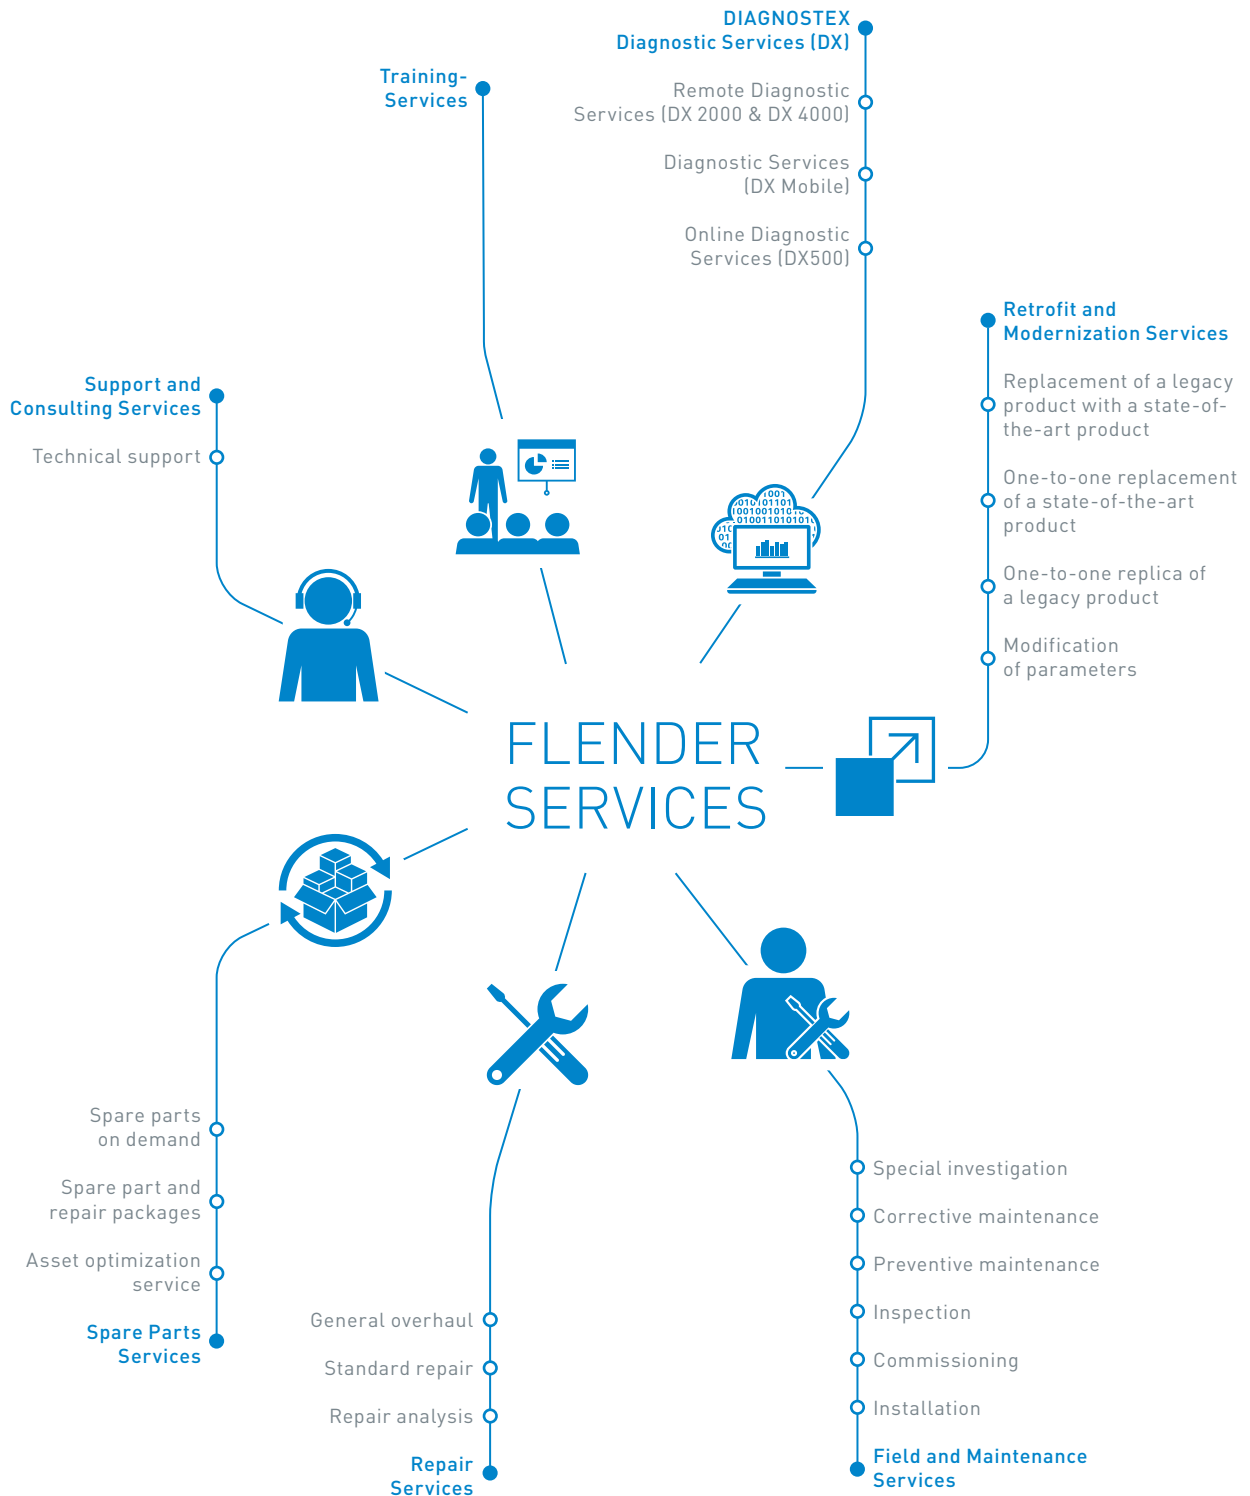 DIAGNOSTEX
Diagnostic Services (DX)
Remote Diagnostic
Services (DX 2000 & DX 4000)
Diagnostic Services
(DX Mobile)
Online Diagnostic
Services (DX500)
Training-
Services
Retrofit and
Modernization Services
Replacement of a legacy
product with a state-of-
the-art product
One-to-one replacement
of a state-of-the-art
product
One-to-one replica of
a legacy product
Modification
of parameters
Support and
Consulting Services
Technical support
FLENDER
SERVICES
Spare parts
on demand
Spare part and
repair packages
Asset optimization
service
Spare Parts
Services
General overhaul
Standard repair
Repair analysis
Repair
Services
Special investigation
Corrective maintenance
Preventive maintenance
Inspection
Commissioning
Installation
Field and Maintenance
Services